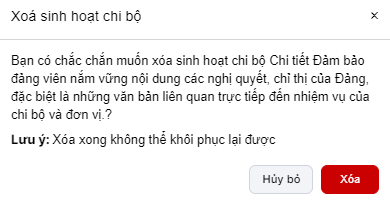 Xoá sinh hoạt chi bộ ×
Bạn có chắc chắn muốn xóa sinh hoạt chi bộ Chi tiết Đảm bảo
đảng viên nắm vững nội dung các nghị quyết, chỉ thị của Đảng,
đặc biệt là những văn bản liên quan trực tiếp đến nhiệm vụ của
chi bộ và đơn vị.?
Lưu ý: Xóa xong không thể khôi phục lại được
Hủy bỏ Xóa